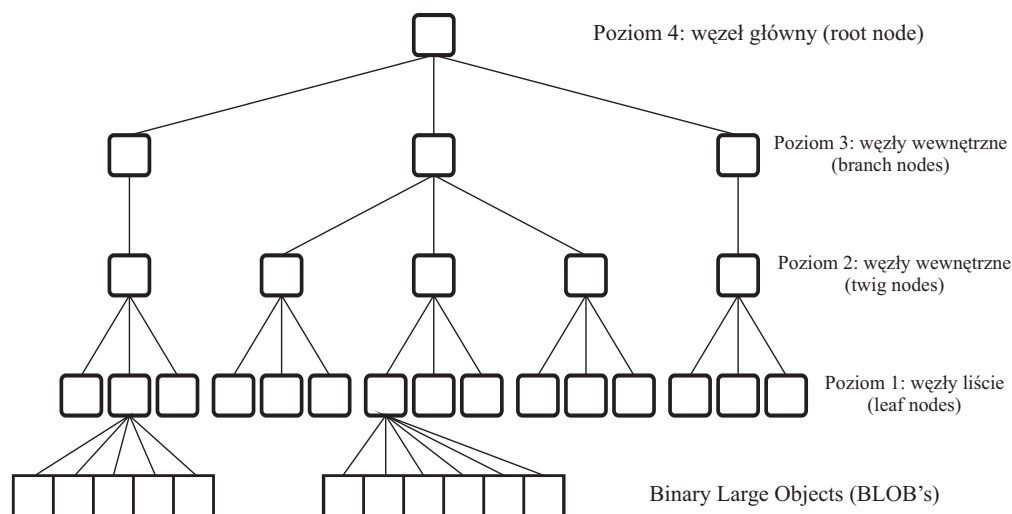 Poziom 4: węzeł główny (root node)
Poziom 3: węzły wewnętrzne
(branch nodes)
Poziom 2: węzły wewnętrzne
(twig nodes)
Poziom 1: węzły liście
(leaf nodes)
Binary Large Objects (BLOB's)